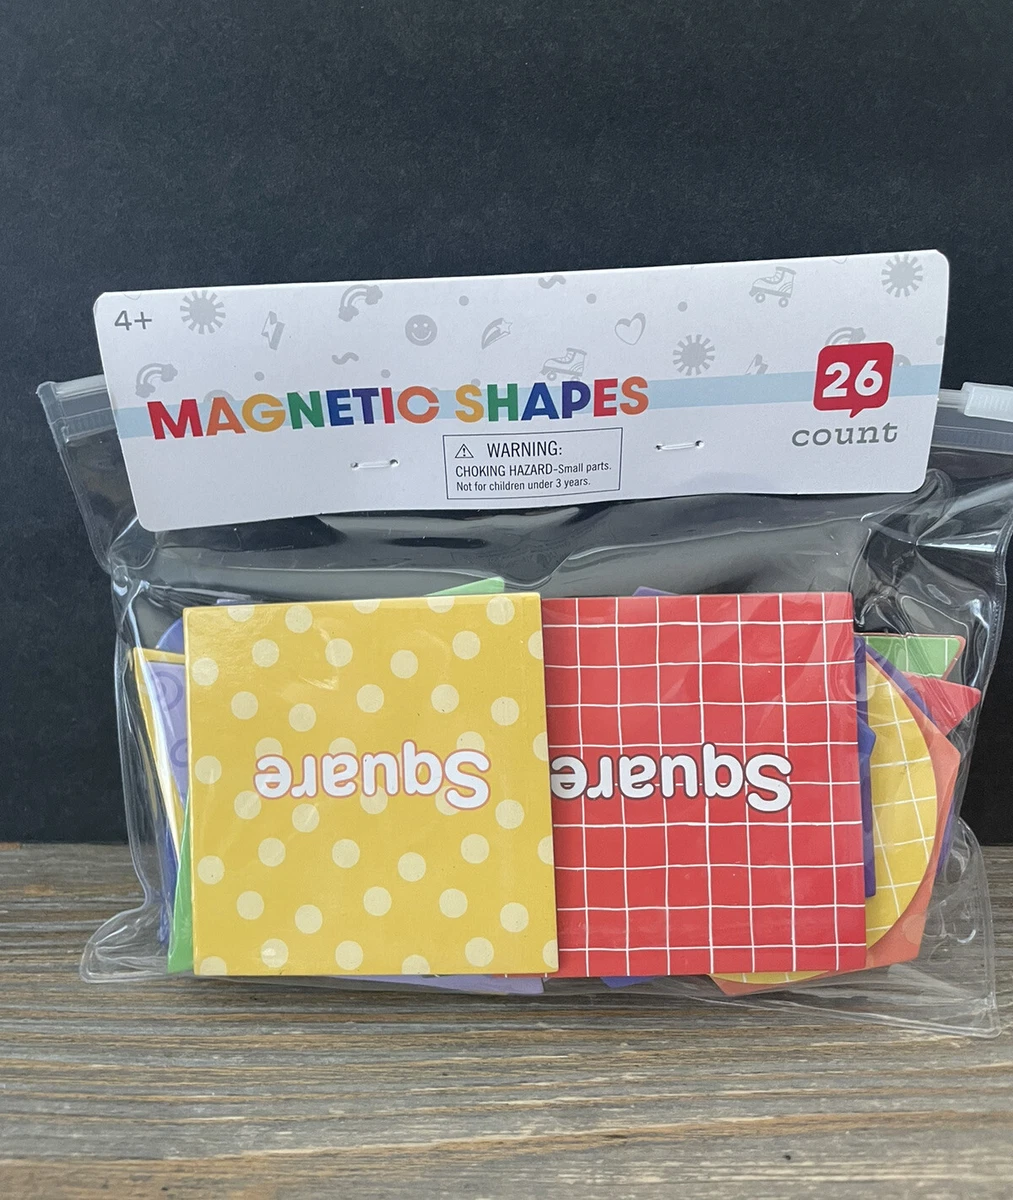 4+
MAGNETIC SHAPES
26
count
WARNING:
CHOKING HAZARD-Small parts.
Not for children under 3 years.
Square
Square